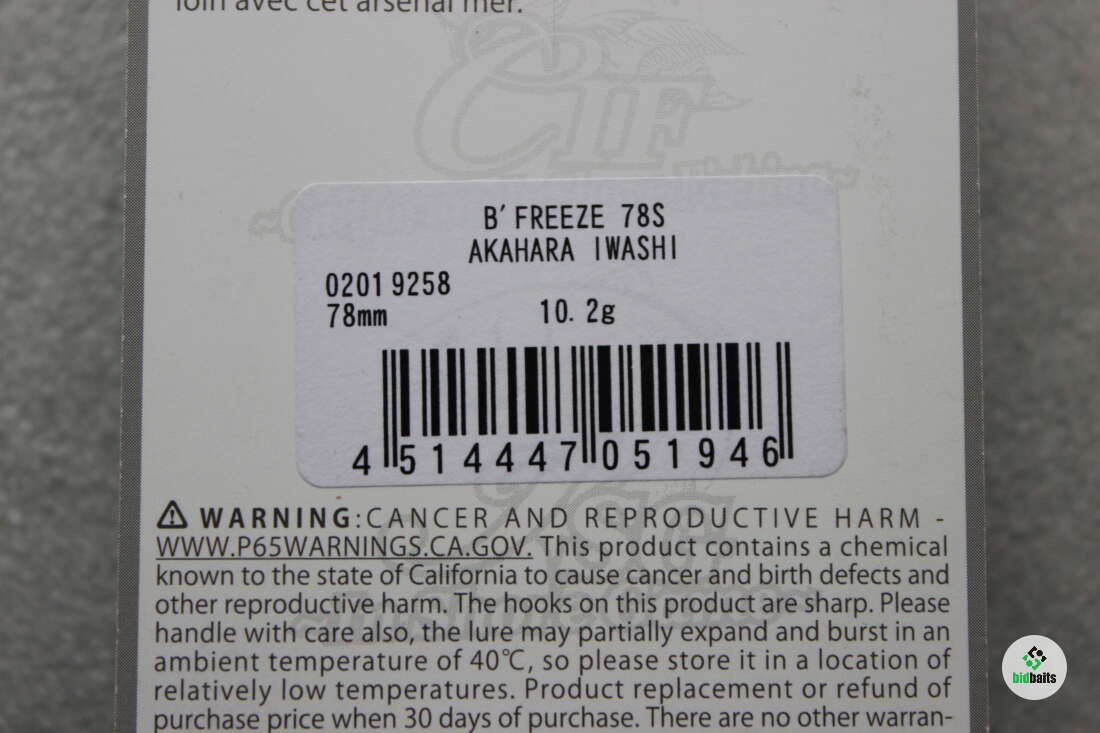 loin avec cet arsenal mer.
CTF
B'FREEZE 78S
AKAHARA IWASHI
02019258
78mm 10.2g
4 514447 051946
WARNING:CANCER AND REPRODUCTIVE HARM -
WWW.P65WARNINGS.CA.GOV. This product contains a chemical
known to the state of California to cause cancer and birth defects and
other reproductive harm. The hooks on this product are sharp. Please
handle with care also, the lure may partially expand and burst in an
ambient temperature of 40℃, so please store it in a location of
relatively low temperatures. Product replacement or refund of
purchase price when 30 days of purchase. There are no other warran-
bidbaits